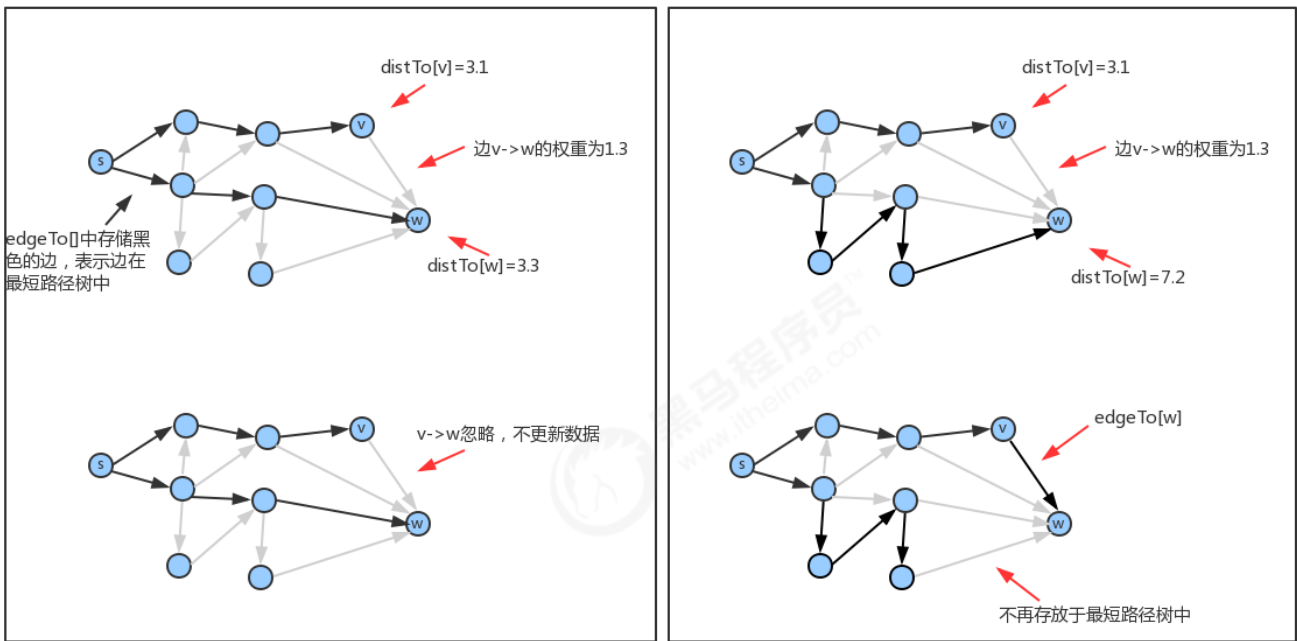 distTo[v]=3.1
v
边v->w的权重为1.3
s
w
edgeTo[]中存储黑
色的边，表示边在
最短路径树中
distTo[w]=3.3
v
v->w忽略，不更新数据
s
w
distTo[v]=3.1
v
边v->w的权重为1.3
s
w
distTo[w]=7.2
edgeTo[w]
v
s
w
不再存放于最短路径树中
黑马程序员™
www.itheima.com